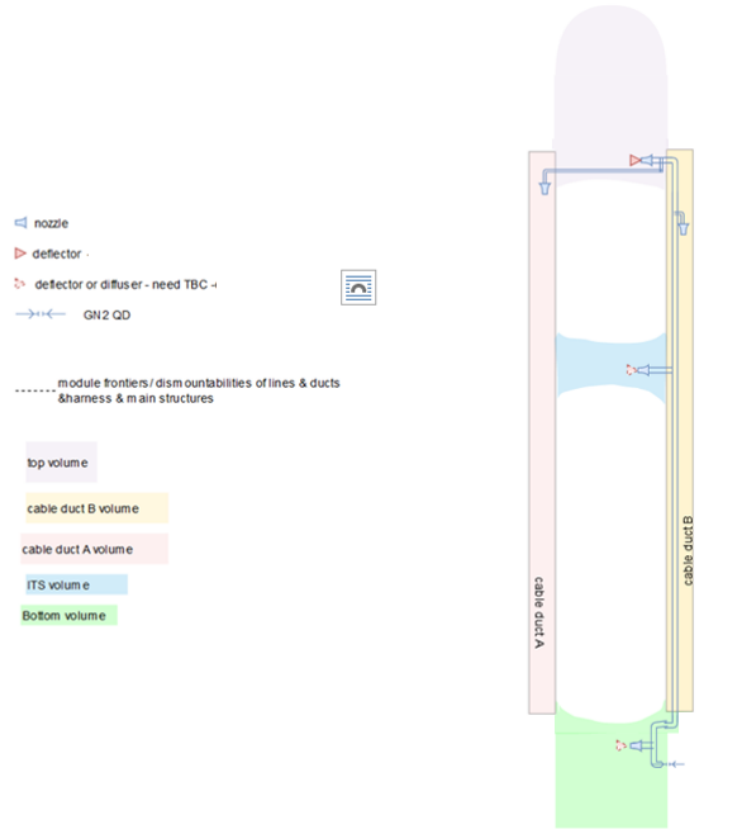 nozzle
deflector -
deflector or diffuser - need TBC -
GN2 QD
module frontiers/ dismountabilities of lines & ducts
&harness & main structures
top volume
cable duct B volume
cable duct A volume
ITS volume
Bottom volume
cable duct A
cable duct B